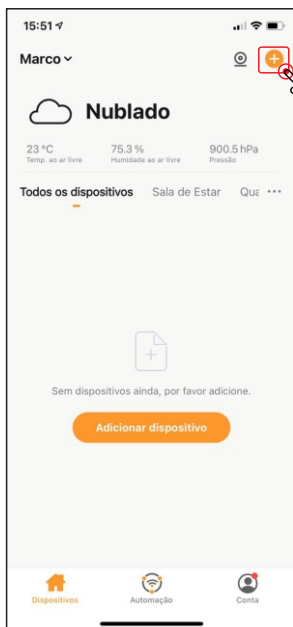 15:51
Marco
Nublado
23 °C 75.3 % 900.5 hPa
Temp. ao ar livre Humidade ao ar livre Pressão
Todos os dispositivos Sala de Estar Qua ···
Sem dispositivos ainda, por favor adicione.
Adicionar dispositivo
Dispositivos Automação Conta